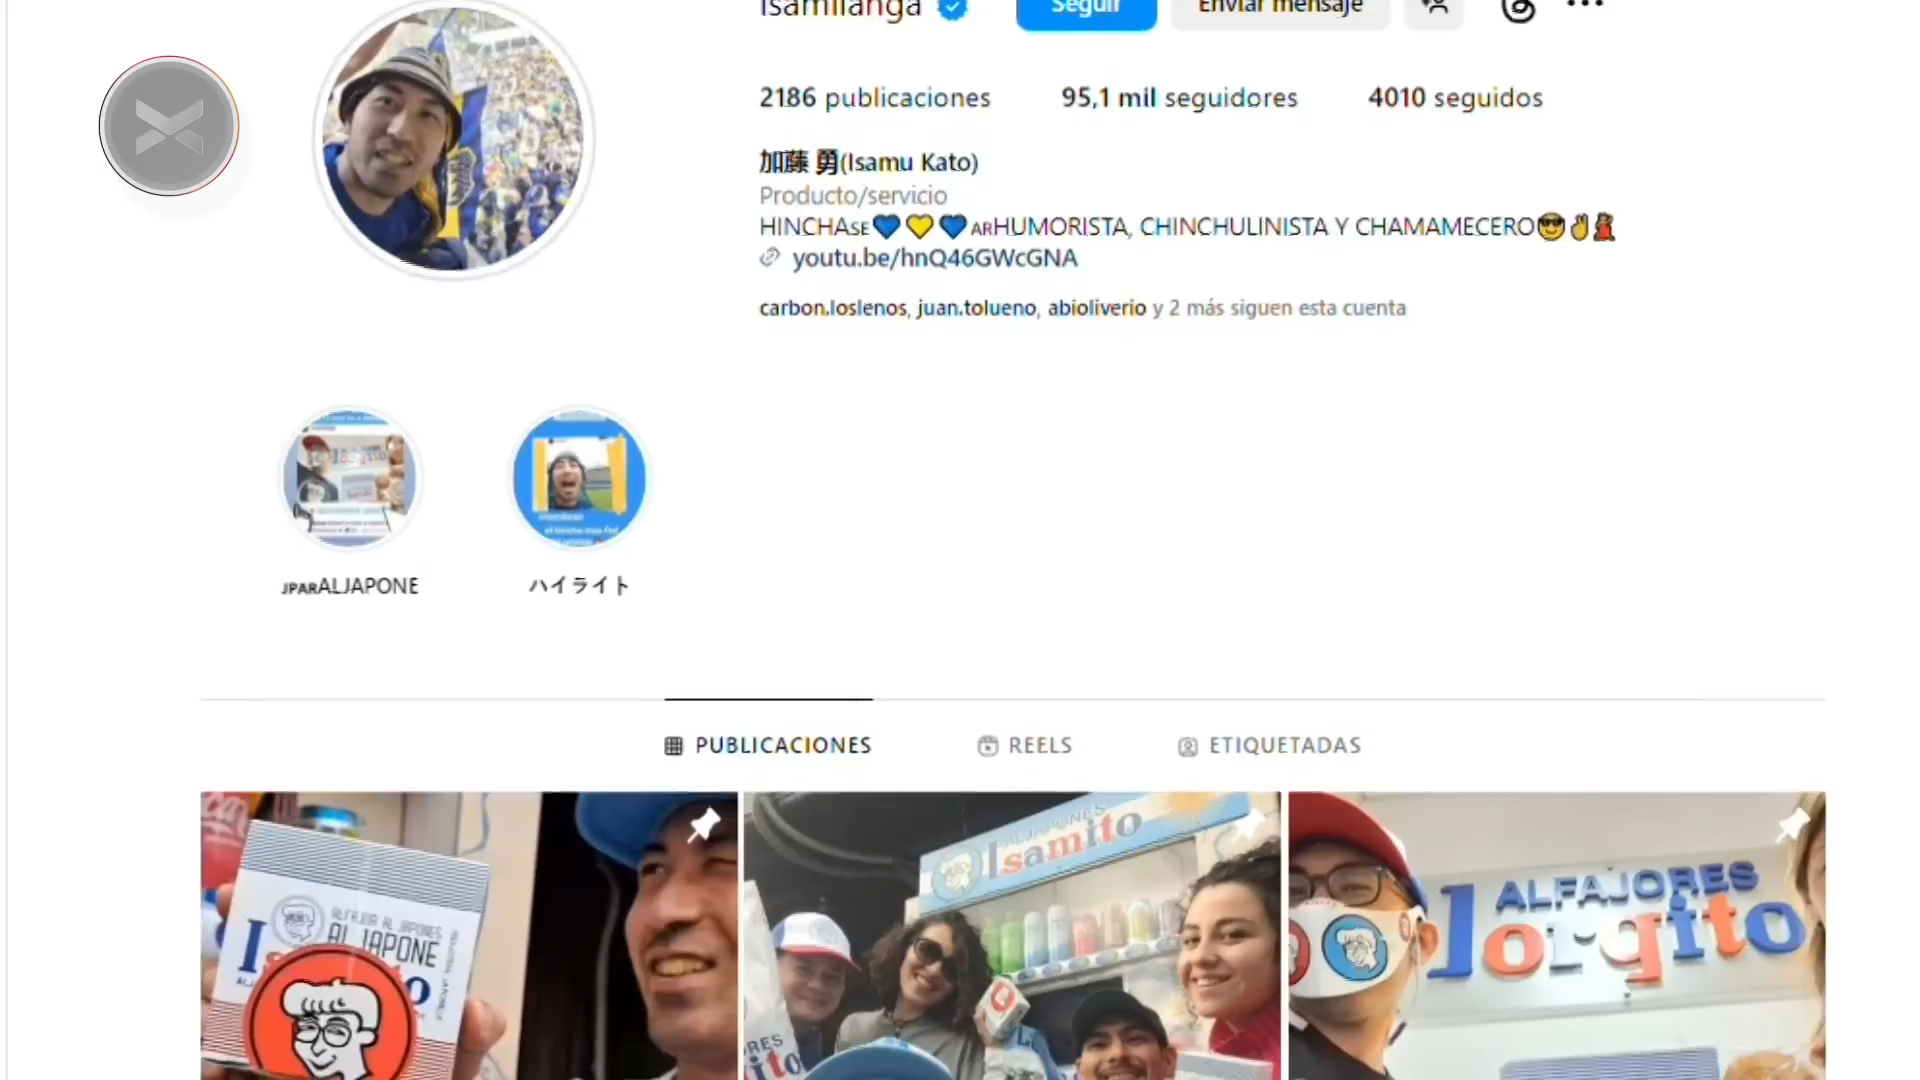 isamilanga
Seguir
Enviar mensaje
2186 publicaciones
95,1 mil seguidores
4010 seguidos
加藤 勇(Isamu Kato)
Producto/servicio
HINCHASE💙💛💙ARHUMORISTA, CHINCHULINISTA Y CHAMAMECERO😎✌💃
youtu.be/hnQ46GWcGNA
carbon.loslenos, juan.tolueno, abioliverio y 2 más siguen esta cuenta
JPARALJAPONE
ハイライト
PUBLICACIONES
REELS
ETIQUETADAS
ALFAJOR AL JAPONES
AL JAPONE
ALJAPONES
Isamito
ALFAJORES
Jorgito